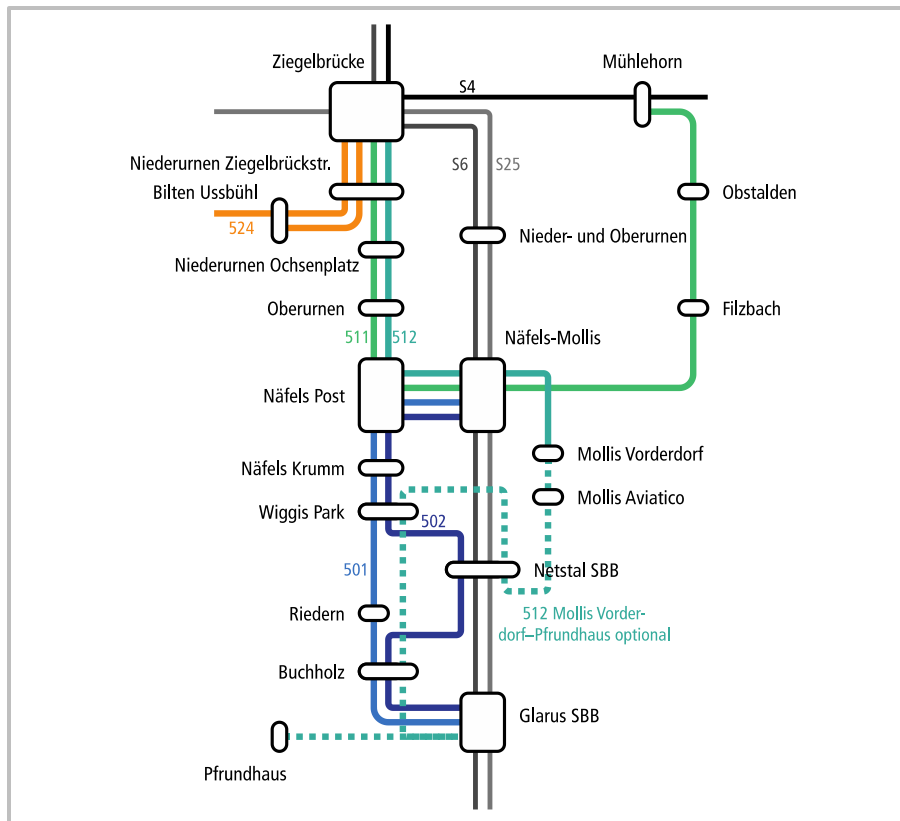 Ziegelbrücke
Mühlehorn
S4
Niederurnen Ziegelbrückstr.
S6
S25
Bilten Ussbühl
Obstalden
524
Nieder- und Oberurnen
Niederurnen Ochsenplatz
Oberurnen
Filzbach
511
512
Näfels-Mollis
Näfels Post
Mollis Vorderdorf
Näfels Krumm
Mollis Aviatico
Wiggis Park
502
501
Netstal SBB
Riedern
512 Mollis Vorder-
dorf–Pfrundhaus optional
Buchholz
Glarus SBB
Pfrundhaus